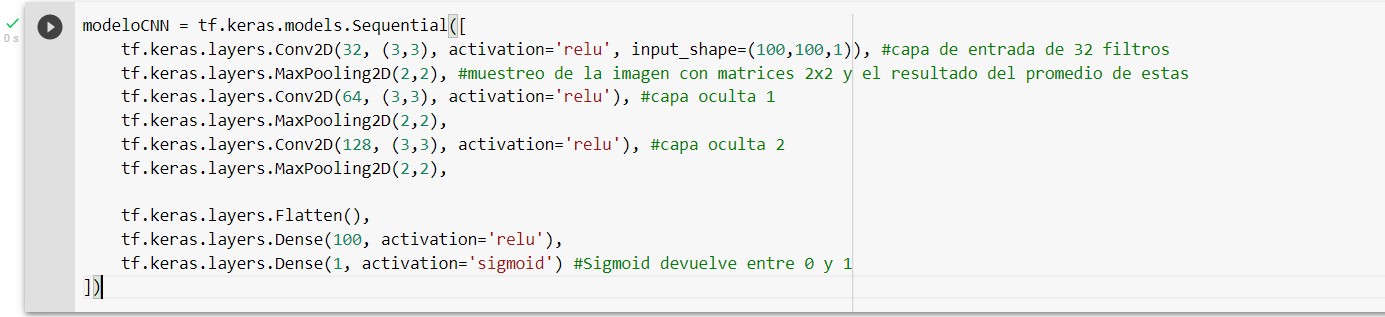 modeloCNN = tf.keras.models.Sequential([
    tf.keras.layers.Conv2D(32, (3,3), activation='relu', input_shape=(100,100,1)), #capa de entrada de 32 filtros
    tf.keras.layers.MaxPooling2D(2,2), #muestreo de la imagen con matrices 2x2 y el resultado del promedio de estas
    tf.keras.layers.Conv2D(64, (3,3), activation='relu'), #capa oculta 1
    tf.keras.layers.MaxPooling2D(2,2),
    tf.keras.layers.Conv2D(128, (3,3), activation='relu'), #capa oculta 2
    tf.keras.layers.MaxPooling2D(2,2),
    tf.keras.layers.Flatten(),
    tf.keras.layers.Dense(100, activation='relu'),
    tf.keras.layers.Dense(1, activation='sigmoid') #Sigmoid devuelve entre 0 y 1
])
0 s